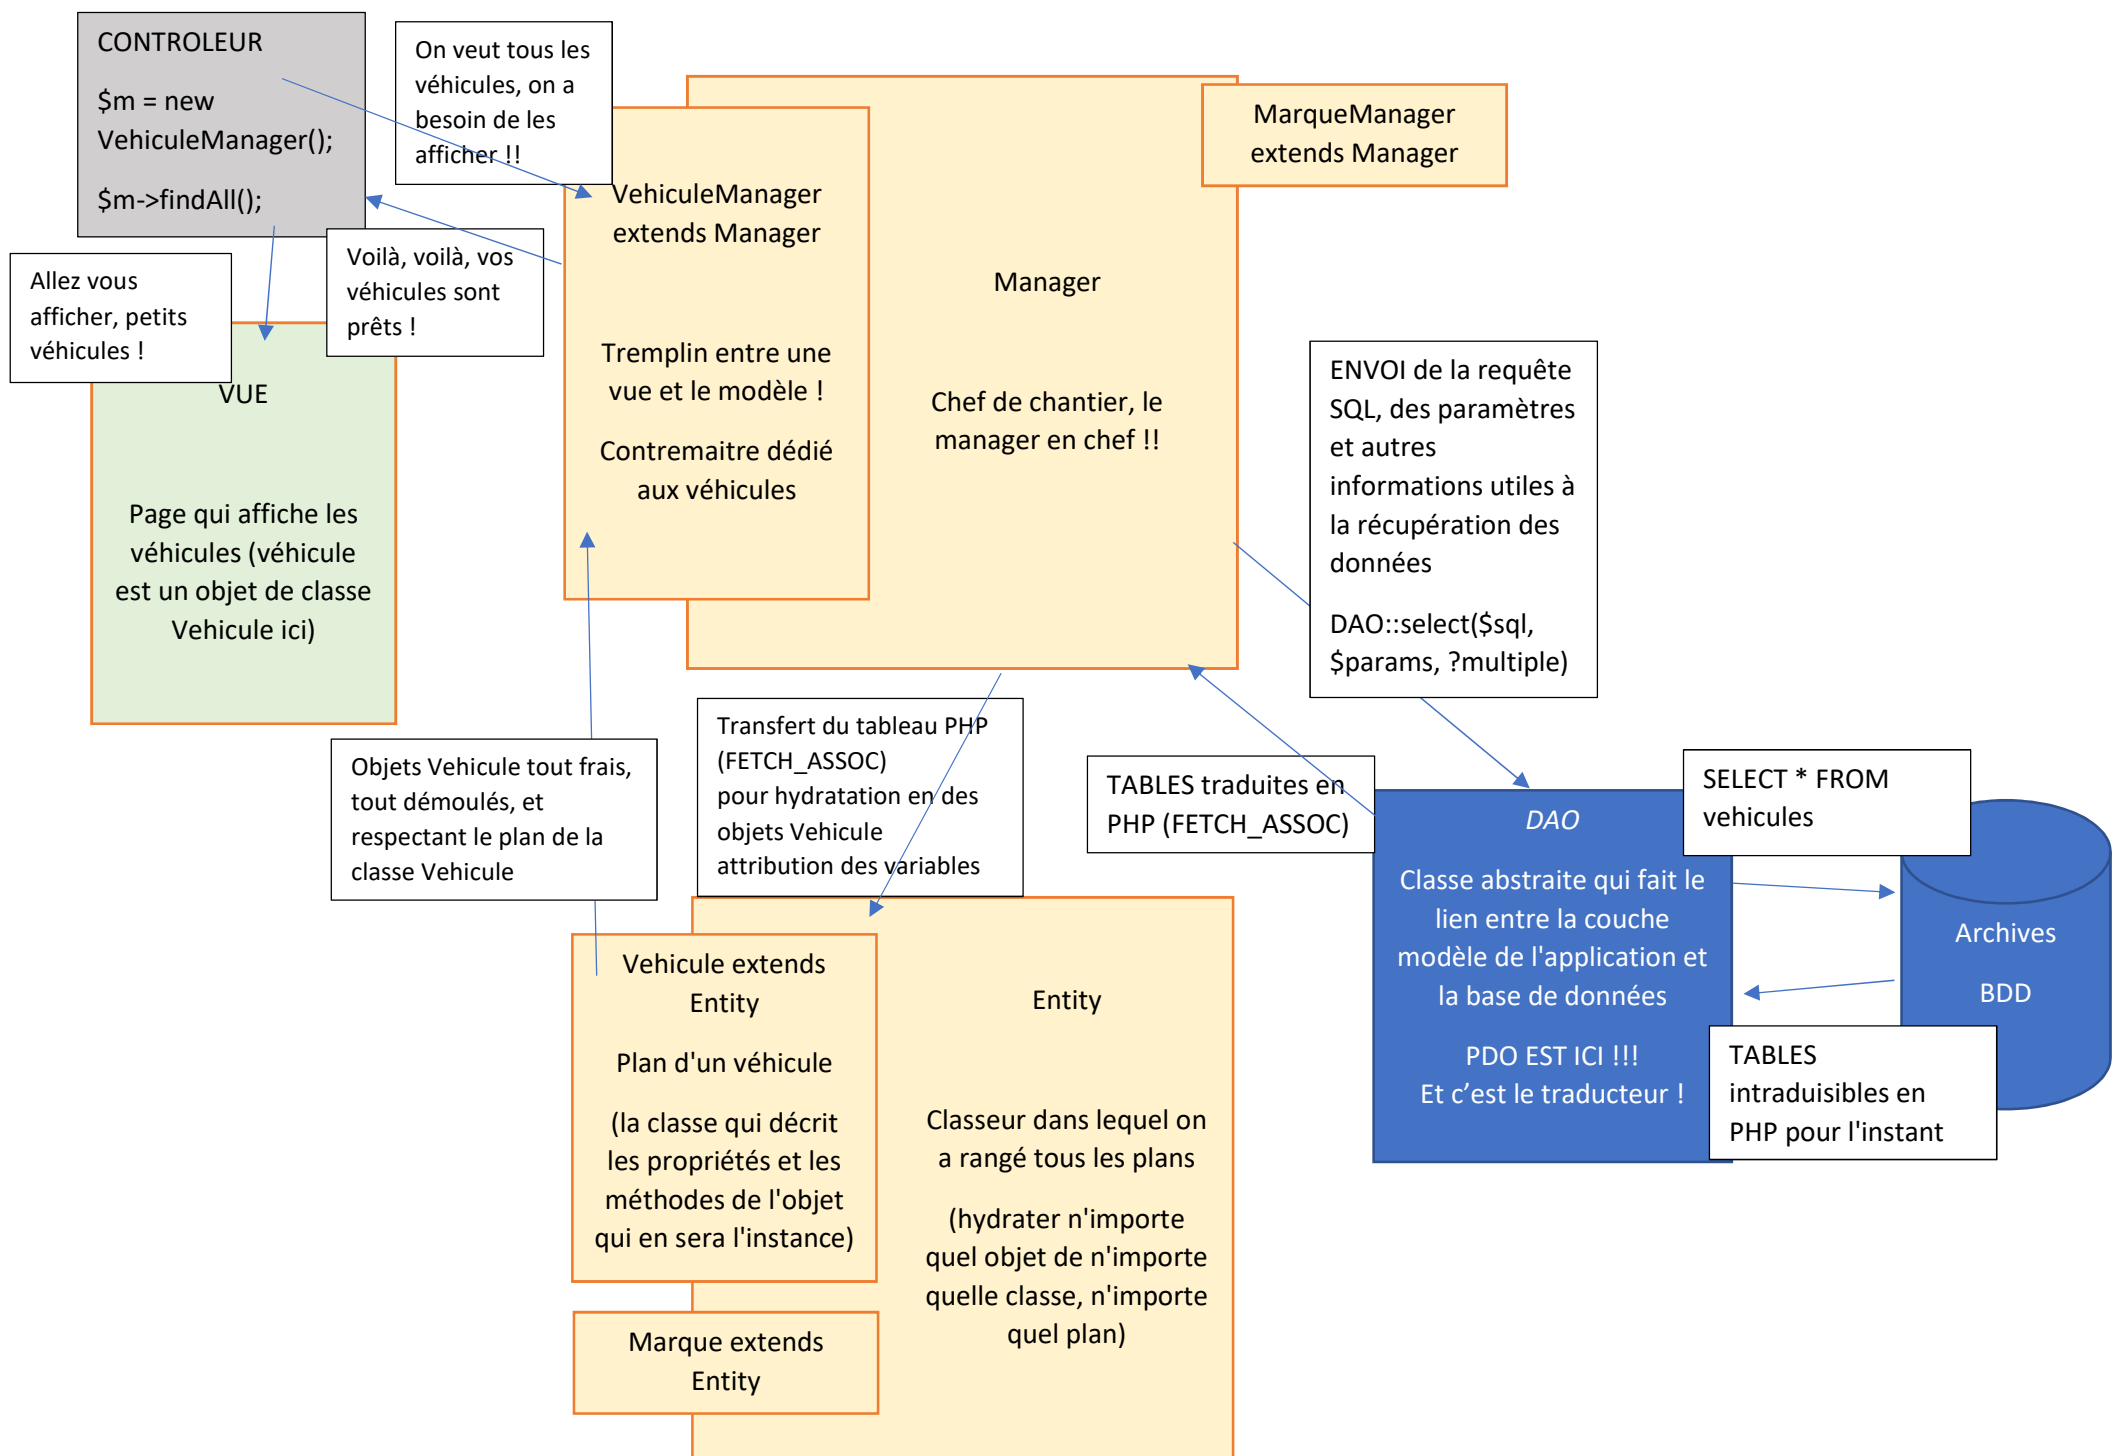 CONTROLEUR
$m = new
VehiculeManager();
$m->findAll();
On veut tous les
véhicules, on a
besoin de les
afficher !!
MarqueManager
extends Manager
VehiculeManager
extends Manager
Tremplin entre une
vue et le modèle !
Contremaitre dédié
aux véhicules
Manager
Chef de chantier, le
manager en chef !!
Voilà, voilà, vos
véhicules sont
prêts !
Allez vous
afficher, petits
véhicules !
VUE
Page qui affiche les
véhicules (véhicule
est un objet de classe
Vehicule ici)
ENVOI de la requête
SQL, des paramètres
et autres
informations utiles à
la récupération des
données
DAO::select($sql,
$params, ?multiple)
Objets Vehicule tout frais,
tout démoulés, et
respectant le plan de la
classe Vehicule
Transfert du tableau PHP
(FETCH_ASSOC)
pour hydratation en des
objets Vehicule
attribution des variables
TABLES traduites en
PHP (FETCH_ASSOC)
SELECT * FROM
vehicules
DAO
Classe abstraite qui fait le
lien entre la couche
modèle de l'application et
la base de données
PDO EST ICI !!!
Et c’est le traducteur !
Archives
BDD
TABLES
intraduisibles en
PHP pour l'instant
Vehicule extends
Entity
Plan d'un véhicule
(la classe qui décrit
les propriétés et les
méthodes de l'objet
qui en sera l'instance)
Entity
Classeur dans lequel on
a rangé tous les plans
(hydrater n'importe
quel objet de n'importe
quelle classe, n'importe
quel plan)
Marque extends
Entity